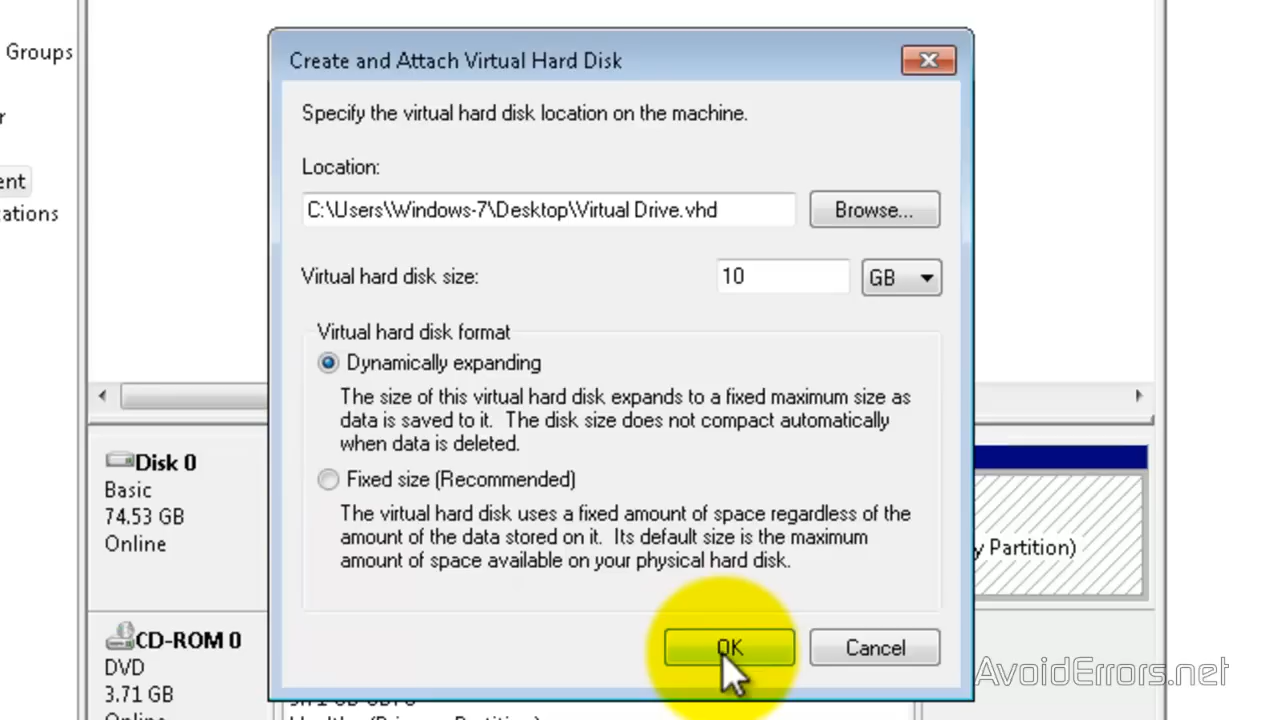 Groups
Create and Attach Virtual Hard Disk
Specify the virtual hard disk location on the machine.
Location:
C:\Users\Windows-7\Desktop\Virtual Drive.vhd
Browse...
Virtual hard disk size:
10
GB
Virtual hard disk format
Dynamically expanding
The size of this virtual hard disk expands to a fixed maximum size as
data is saved to it. The disk size does not compact automatically
when data is deleted.
Fixed size (Recommended)
The virtual hard disk uses a fixed amount of space regardless of the
amount of the data stored on it. Its default size is the maximum
amount of space available on your physical hard disk.
OK
Cancel
Disk 0
Basic
74.53 GB
Online
y Partition)
CD-ROM 0
DVD
3.71 GB
AvoidErrors.net